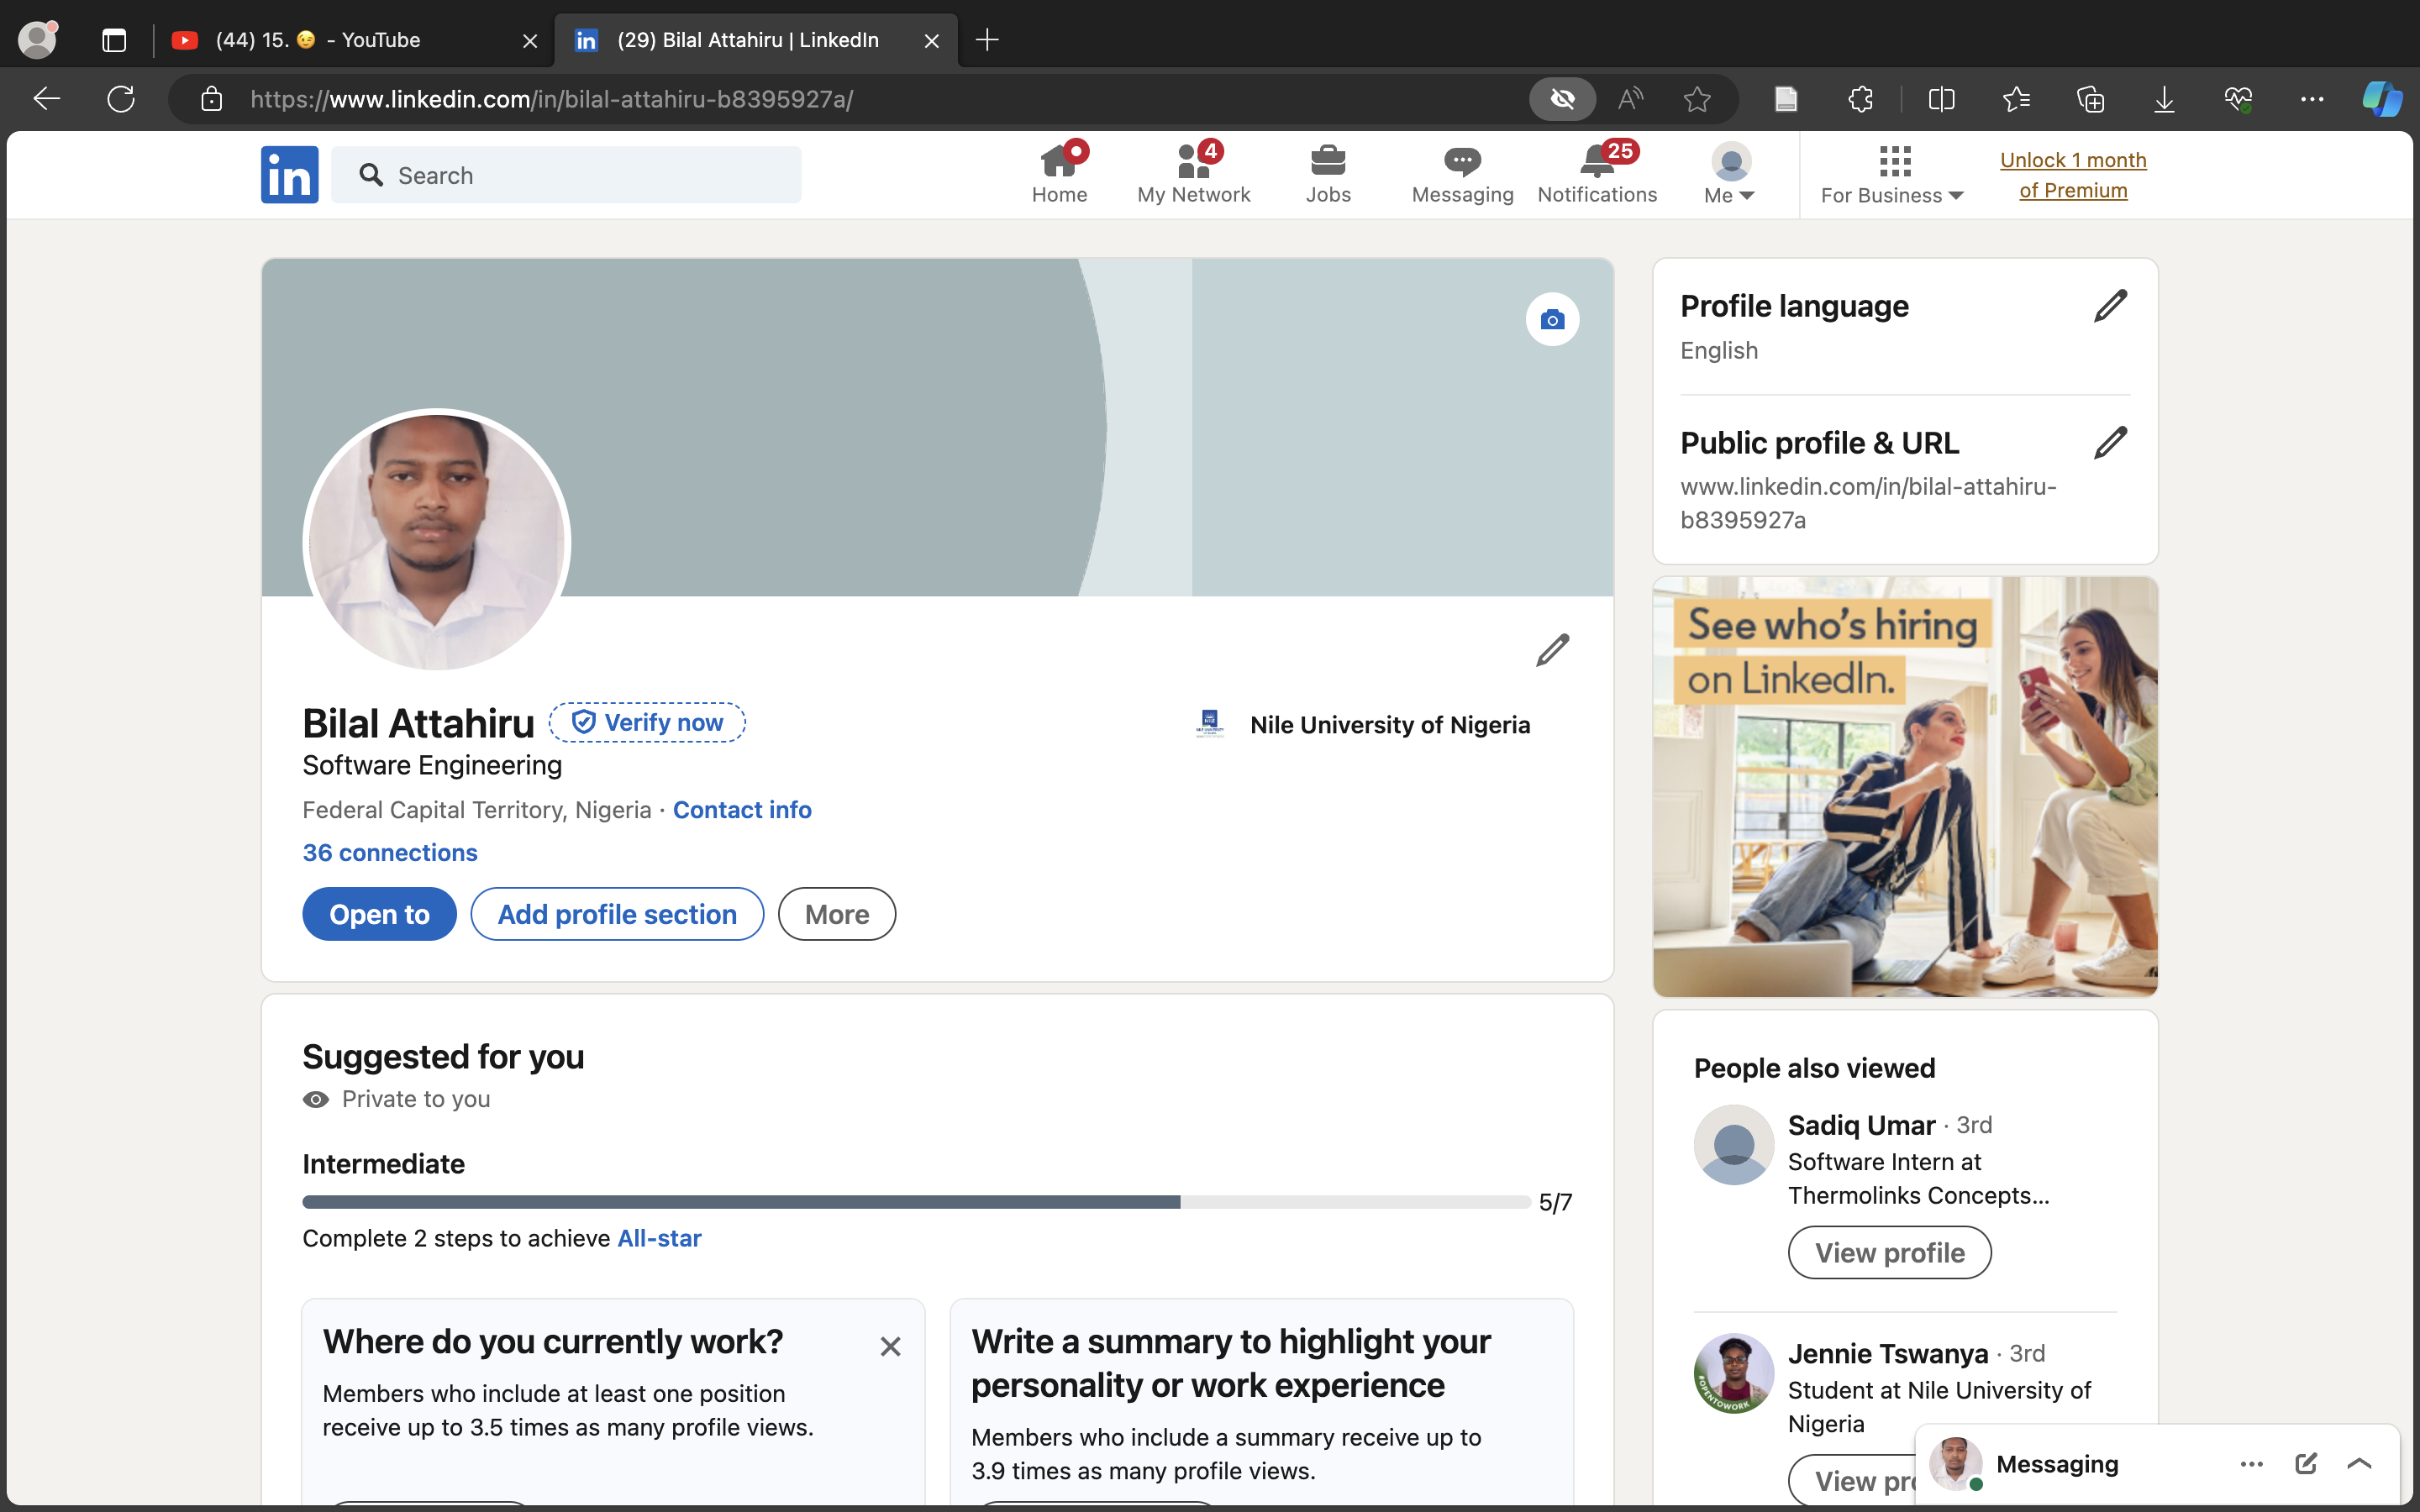 (44) 15. 😉 - YouTube
(29) Bilal Attahiru | LinkedIn
https://www.linkedin.com/in/bilal-attahiru-b8395927a/
in
Search
Home
4
My Network
Jobs
Messaging
25
Notifications
Me
For Business
Unlock 1 month
of Premium
Bilal Attahiru
Verify now
Software Engineering
Federal Capital Territory, Nigeria · Contact info
36 connections
Open to
Add profile section
More
NILE
Nile University of Nigeria
Suggested for you
Private to you
Intermediate
5/7
Complete 2 steps to achieve All-star
Where do you currently work?
Members who include at least one position
receive up to 3.5 times as many profile views.
Write a summary to highlight your
personality or work experience
Members who include a summary receive up to
3.9 times as many profile views.
Profile language
English
Public profile & URL
www.linkedin.com/in/bilal-attahiru-
b8395927a
See who's hiring
on LinkedIn.
People also viewed
Sadiq Umar · 3rd
Software Intern at
Thermolinks Concepts...
View profile
Jennie Tswanya · 3rd
#OPENTOWORK
Student at Nile University of
Nigeria
View pro
Messaging